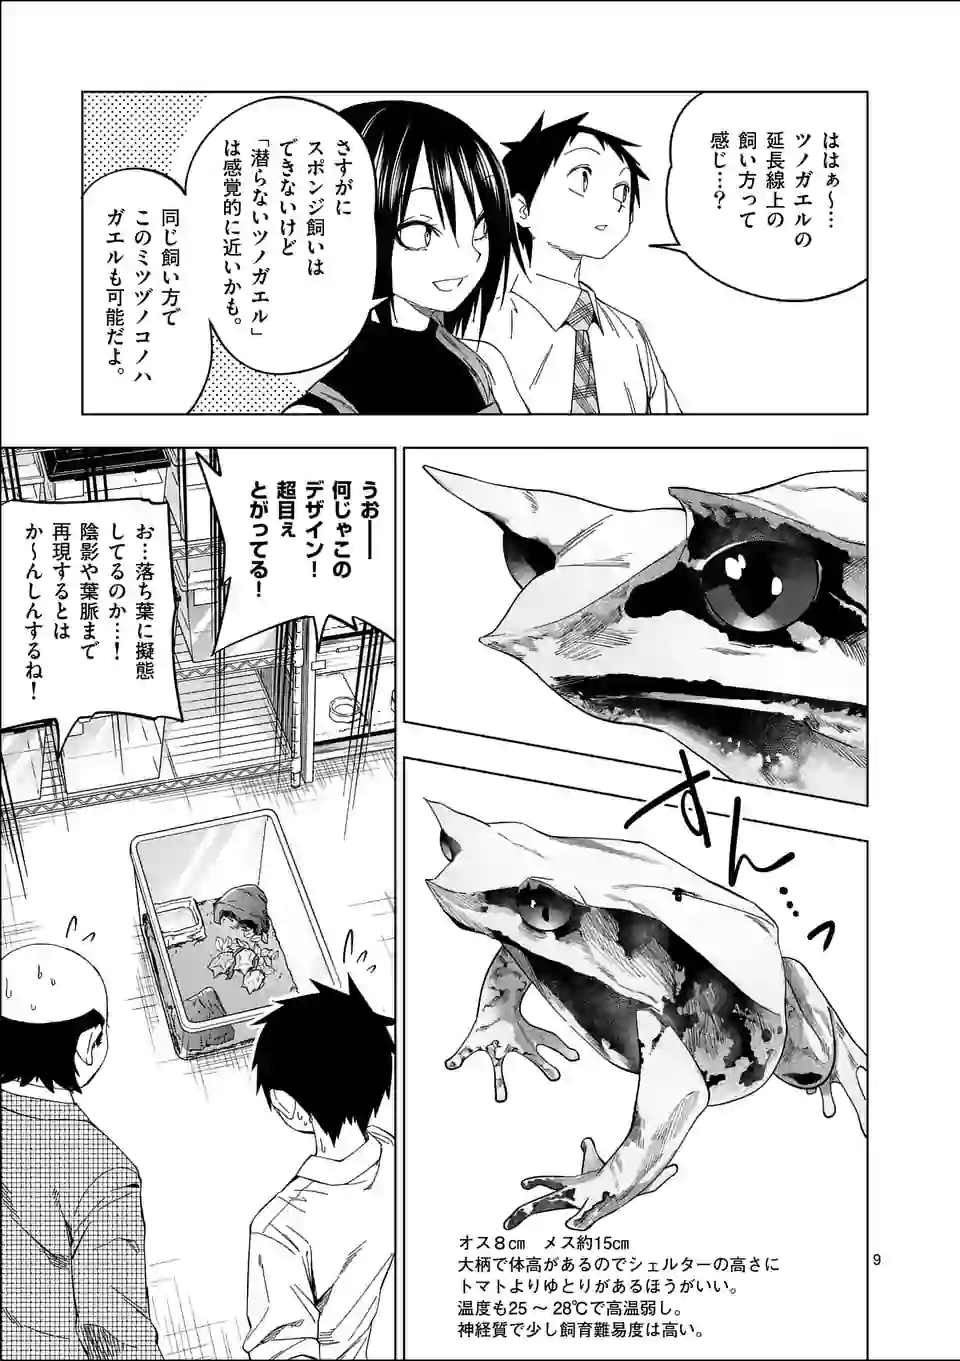 ははぁ〜…
ツノガエルの
延長線上の
飼い方って
感じ…?
さすがに
スポンジ飼いは
できないけど
「潜らないツノガエル」
は感覚的に近いかも。
同じ飼い方で
このミツヅノコノハ
ガエルも可能だよ。
すん…
オス8㎝　メス約15㎝
大柄で体高があるのでシェルターの高さに
トマトよりゆとりがあるほうがいい。
温度も25 〜 28℃で高温弱し。
神経質で少し飼育難易度は高い。
うおーー
何じゃこの
デザイン!
超目ぇ
とがってる!
お…落ち葉に擬態
してるのか…!
陰影や葉脈まで
再現するとは
か〜んしんするね!
9